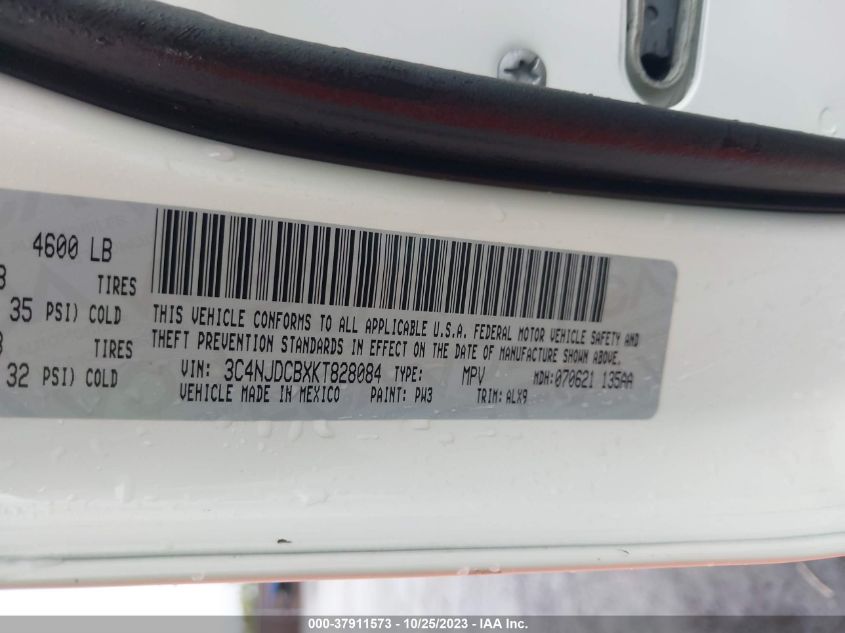 4600 LB
TIRES
35 PSI) COLD
TIRES
32 PSI) COLD
THIS VEHICLE CONFORMS TO ALL APPLICABLE U.S.A. FEDERAL MOTOR VEHICLE SAFETY AND
THEFT PREVENTION STANDARDS IN EFFECT ON THE DATE OF MANUFACTURE SHOWN ABOVE.
VIN: 3C4NJDCBXKT828084 TYPE: MPV MDH:070621 135AA
VEHICLE MADE IN MEXICO PAINT: PW3 TRIM: ALX9
000-37911573 - 10/25/2023 - IAA Inc.